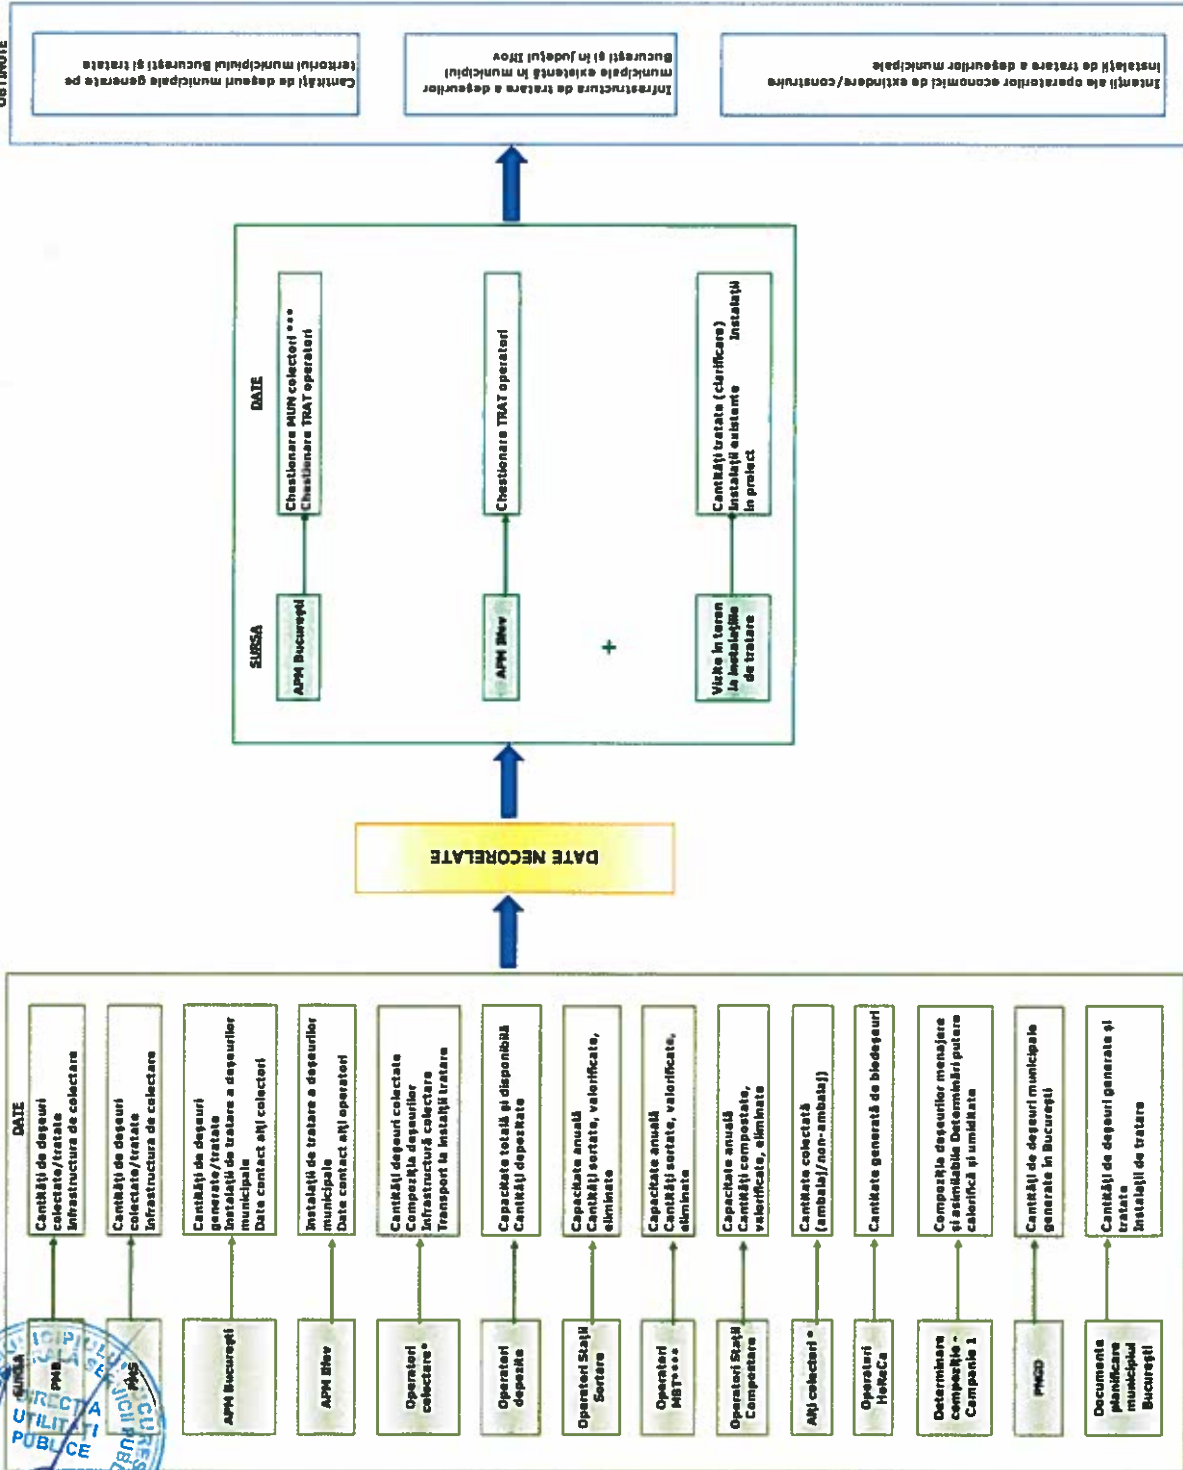 SURSA
DATE
PMB
Cantități de deșeuri
colectate/tratate
Infrastructura de colectare
PMS
Cantități de deșeuri
colectate/tratate
Infrastructura de colectare
APM București
Cantități de deșeuri
generate/tratate
Instalații de tratare a deșeurilor
municipale
Date contact alți colectori
APM Ilfov
Instalații de tratare a deșeurilor
municipale
Date contact alți operatori
Operatori
colectare*
Cantități deșeuri colectate
Compoziția deșeurilor
Infrastructură colectare
Transport la instalații tratare
Operatori
depozite
Capacitate totală și disponibilă
Cantități depozitate
Operatori Stații
Sortare
Capacitate anuală
Cantități sortate, valorificate,
eliminate
Operatori
MBT****
Capacitate anuală
Cantități sortate, valorificate,
eliminate
Operatori Stații
Compostare
Capacitate anuală
Cantități compostate,
valorificate, eliminate
Alți colectori *
Cantitate colectată
(ambalaj/non-ambalaj)
Operatori
HoReCa
Cantitate generată de biodeșeuri
Determinare
compoziție -
Campanie 1
Compoziția deșeurilor menajere
și asimilabile Determinări putere
calorifică și umiditate
PNGD
Cantități de deșeuri municipale
generate în București
Documente
planificare
municipiul
București
Cantități de deșeuri generate și
tratate
Instalații de tratare
DATE NECORELATE
SURSA
DATE
APM București
Chestionare MUN colectori ***
Chestionare TRAT operatori
APM Ilfov
Chestionare TRAT operatori
+
Vizite în teren
la instalațiile
de tratare
Cantități tratate (clarificare)
Instalații existente Instalații
în proiect
Cantități de deșeuri municipale generate pe
teritoriul municipiului București și tratate
Infrastructura de tratare a deșeurilor
municipale existentă în municipiul
București și în județul Ilfov
Intenții ale operatorilor economici de extindere/construire
instalații de tratare a deșeurilor municipale
UTILITATI
PUBLICE